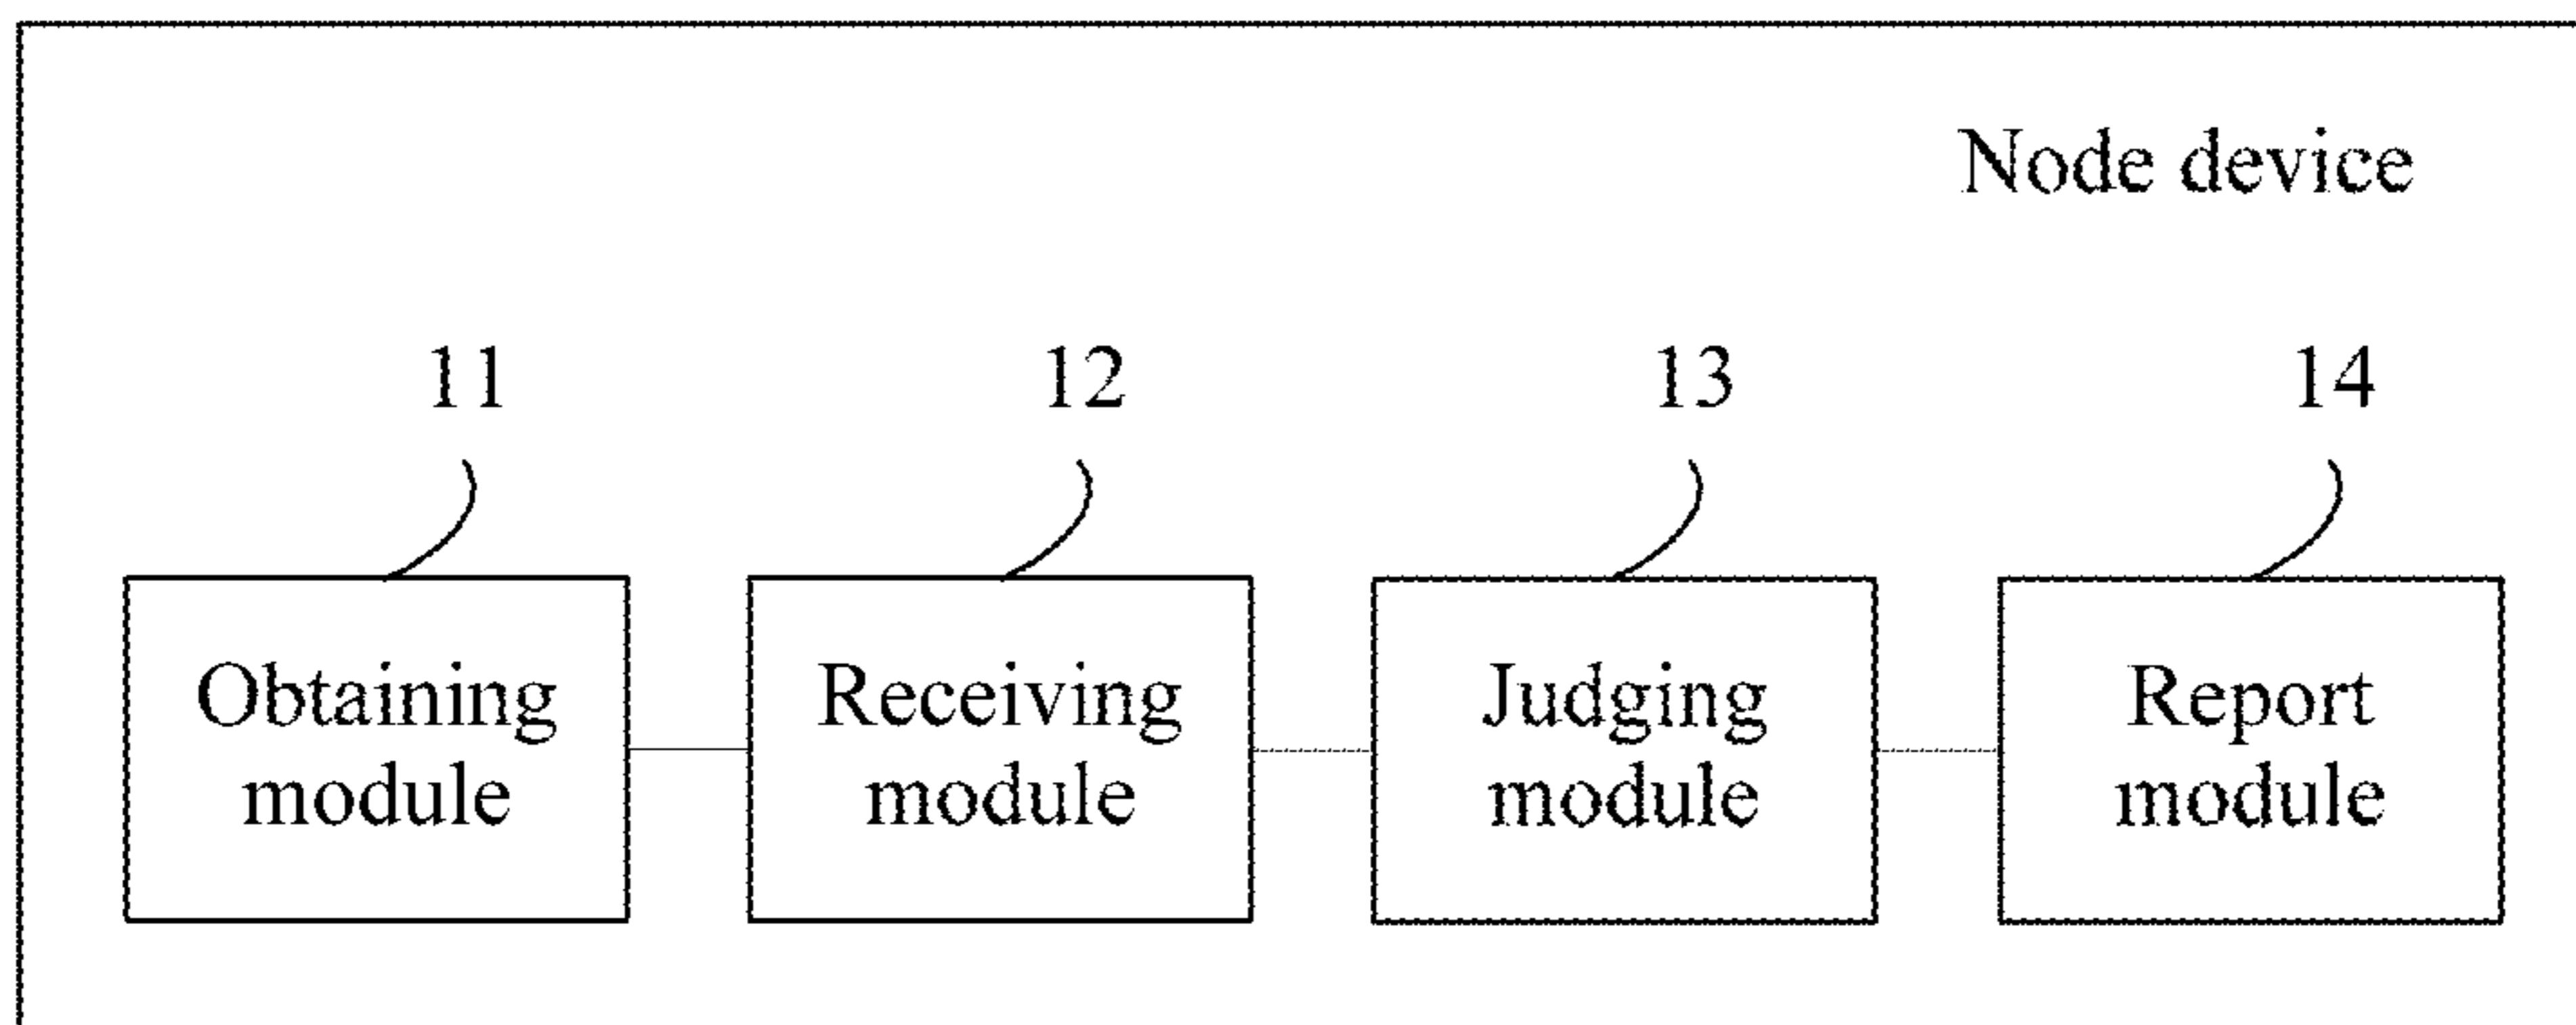 Node device
11
12
13
14
Obtaining
module
Receiving
module
Judging
module
Report
module